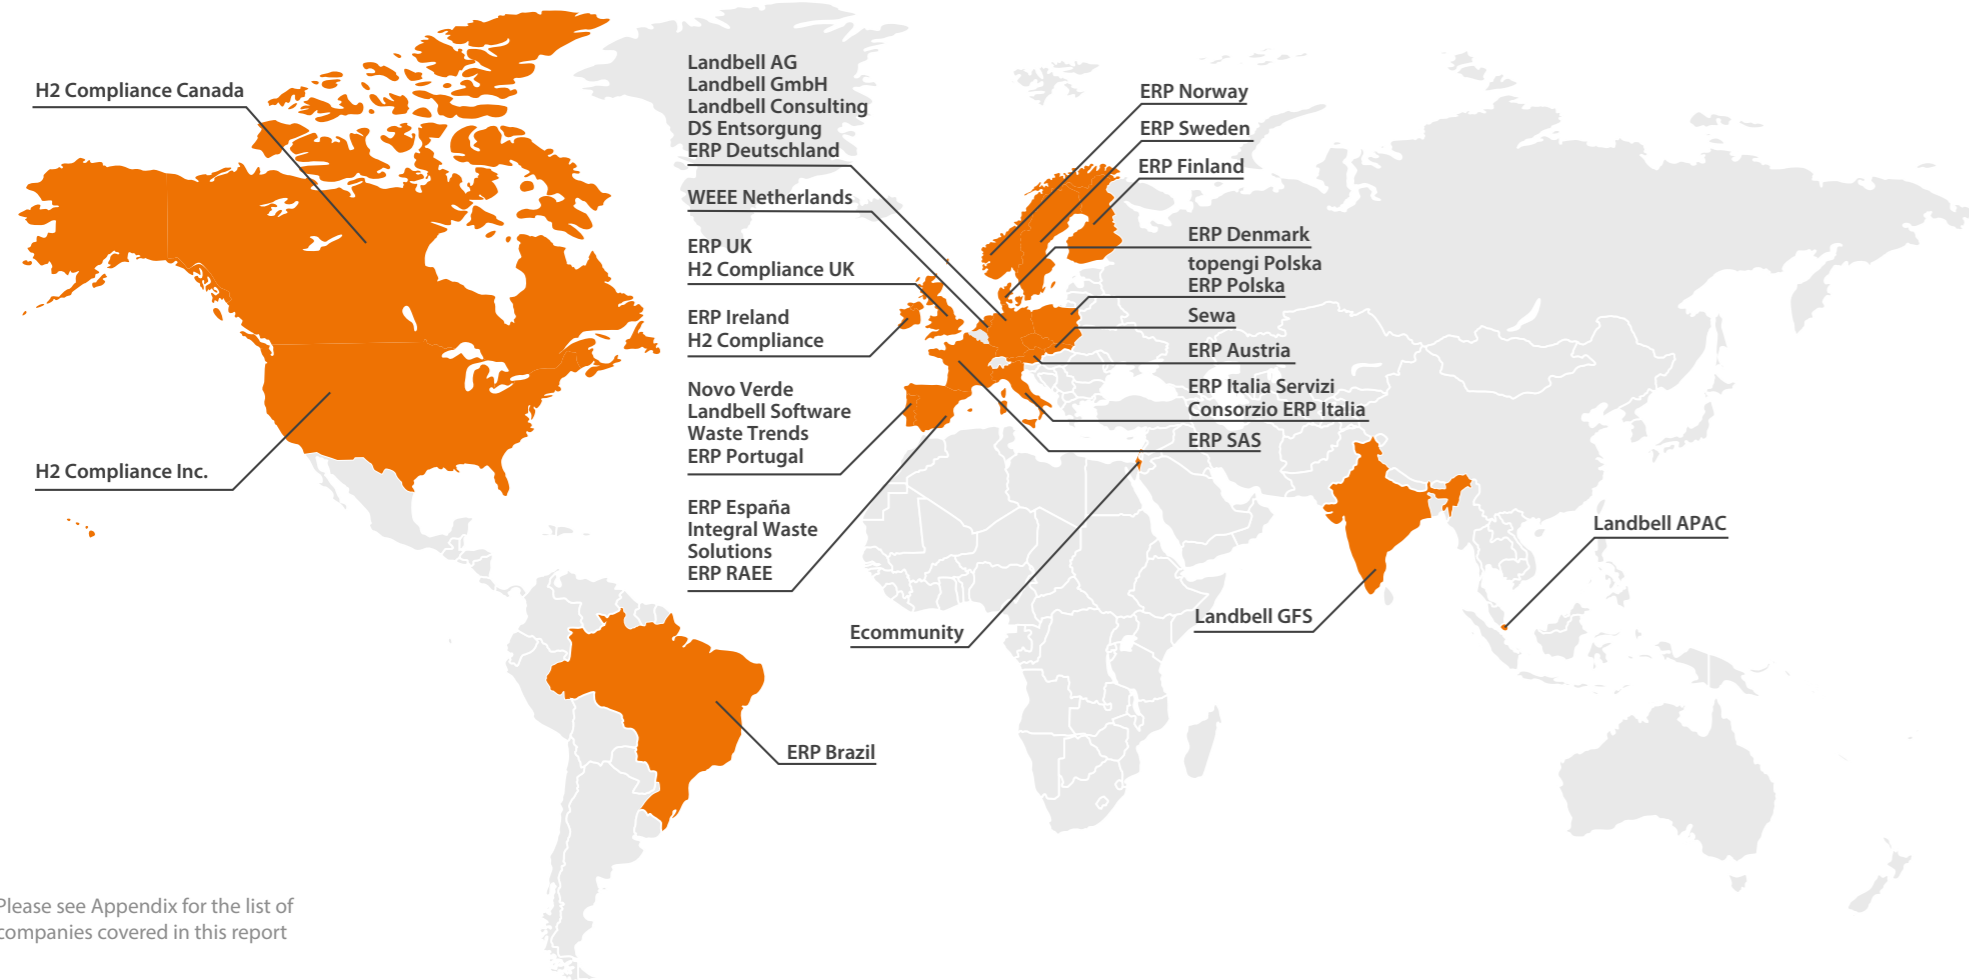 H2 Compliance Canada
H2 Compliance Inc.
Landbell AG
Landbell GmbH
Landbell Consulting
DS Entsorgung
ERP Deutschland
WEEE Netherlands
ERP UK
H2 Compliance UK
ERP Ireland
H2 Compliance
Novo Verde
Landbell Software
Waste Trends
ERP Portugal
ERP España
Integral Waste
Solutions
ERP RAEE
ERP Norway
ERP Sweden
ERP Finland
ERP Denmark
topengi Polska
ERP Polska
Sewa
ERP Austria
ERP Italia Servizi
Consorzio ERP Italia
ERP SAS
Ecommunity
Landbell GFS
Landbell APAC
ERP Brazil
Please see Appendix for the list of
companies covered in this report